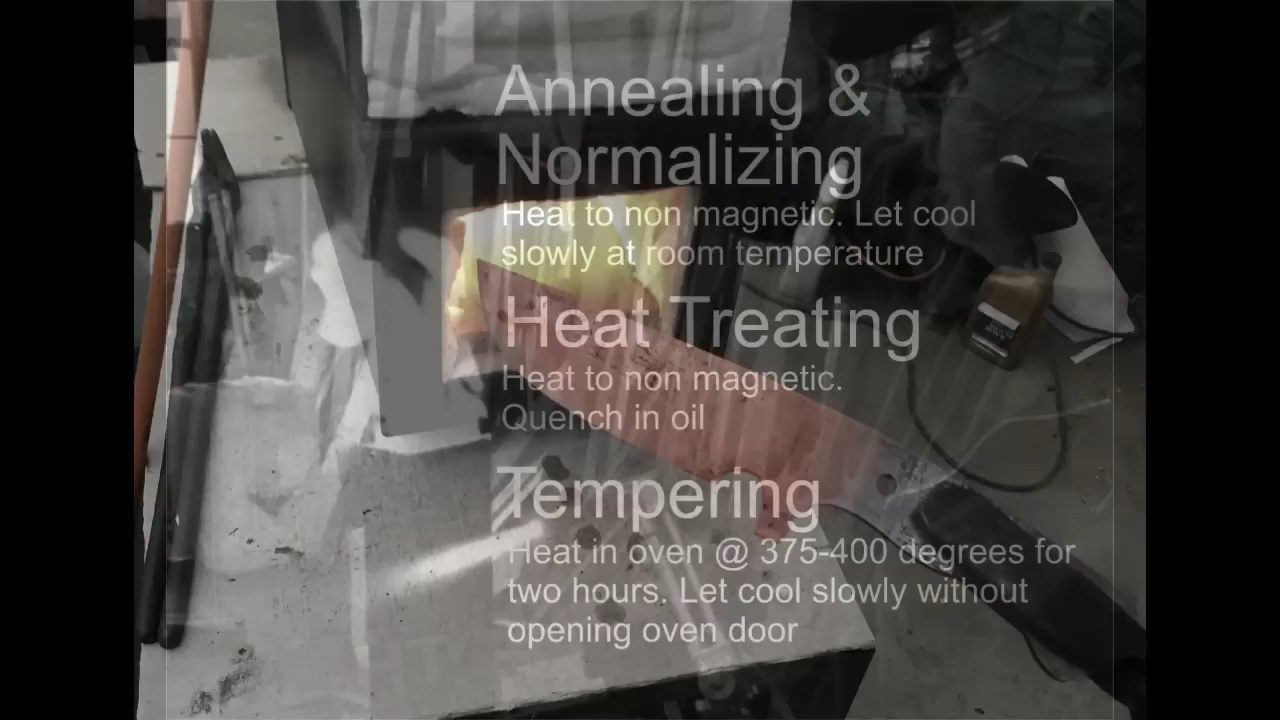 Annealing &
Normalizing
Heat to non magnetic. Let cool
slowly at room temperature
Heat Treating
Heat to non magnetic.
Quench in oil
Tempering
Heat in oven @ 375-400 degrees for
two hours. Let cool slowly without
opening oven door